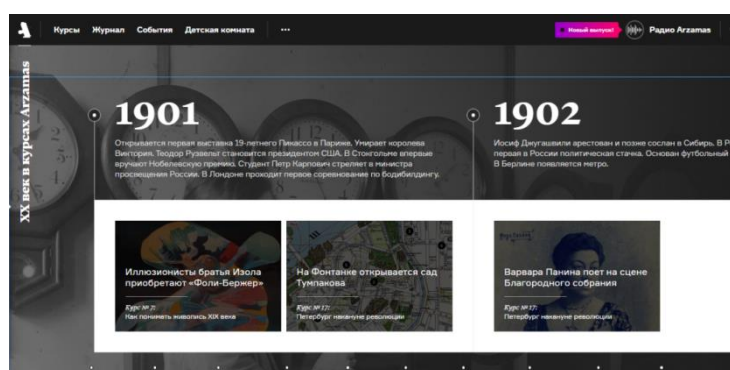 Курсы Журнал События Детская комната ...
Новый выпуск! Радио Arzamas
XX век в курсах Arzamas
1901
Открывается первая выставка 19-летнего Пикассо в Париже. Умирает королева
Виктория. Теодор Рузвельт становится президентом США. В Стокгольме впервые
вручают Нобелевскую премию. Студент Петр Карпович стреляет в министра
просвещения России. В Лондоне проходит первое соревнование по бодибилдингу.
1902
Иосиф Джугашвили арестован и позже сослан в Сибирь. В Р
первая в России политическая стачка. Основан футбольный
В Берлине появляется метро.
Иллюзионисты братья Изола
приобретают «Фоли-Бержер»
Курс № 7:
Как понимать живопись XIX века
На Фонтанке открывается сад
Тумпакова
Курс № 17:
Петербург накануне революции
Варвара Панина поет на сцене
Благородного собрания
Курс № 17:
Петербург накануне революции